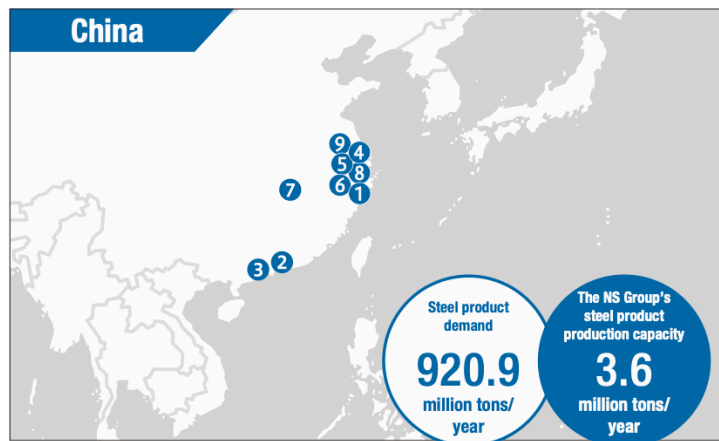 China
9
4
5
8
6
7
1
2
3
Steel product
demand
920.9
million tons/
year
The NS Group's
steel product
production capacity
3.6
million tons/
year